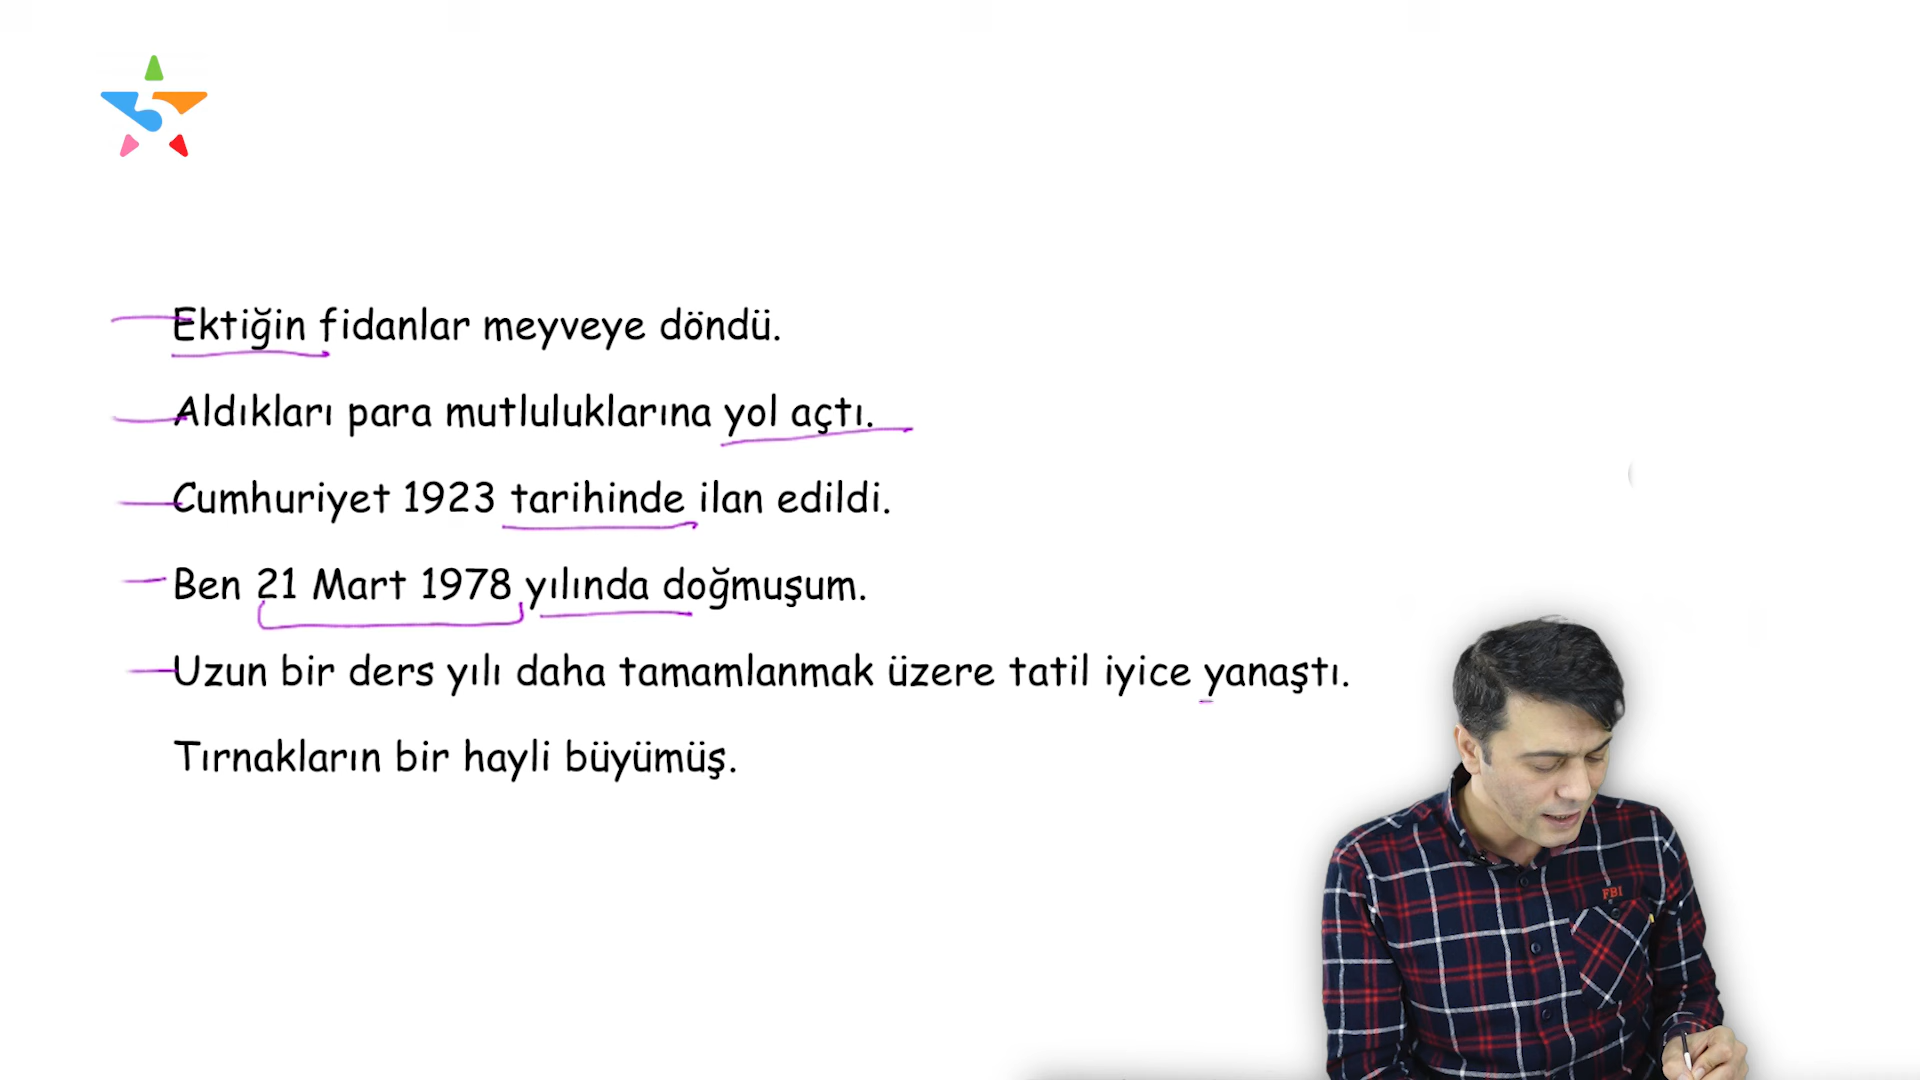 Ektiğin fidanlar meyveye döndü.
Aldıkları para mutluluklarına yol açtı.
Cumhuriyet 1923 tarihinde ilan edildi.
Ben 21 Mart 1978 yılında doğmuşum.
Uzun bir ders yılı daha tamamlanmak üzere tatil iyice yanaştı.
Tırnakların bir hayli büyümüş.
FBI